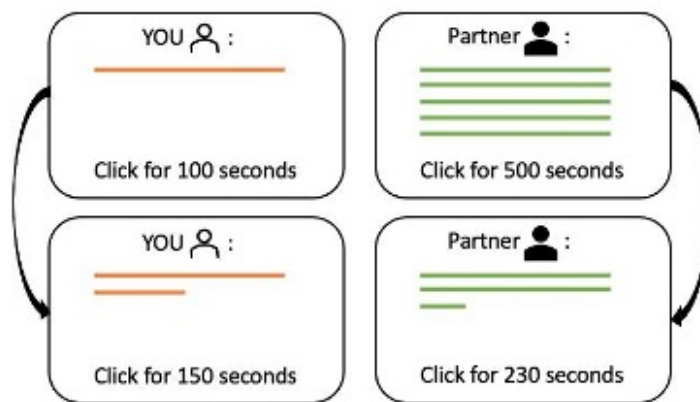 YOU :
Partner :
Click for 100 seconds
Click for 500 seconds
YOU :
Partner :
Click for 150 seconds
Click for 230 seconds